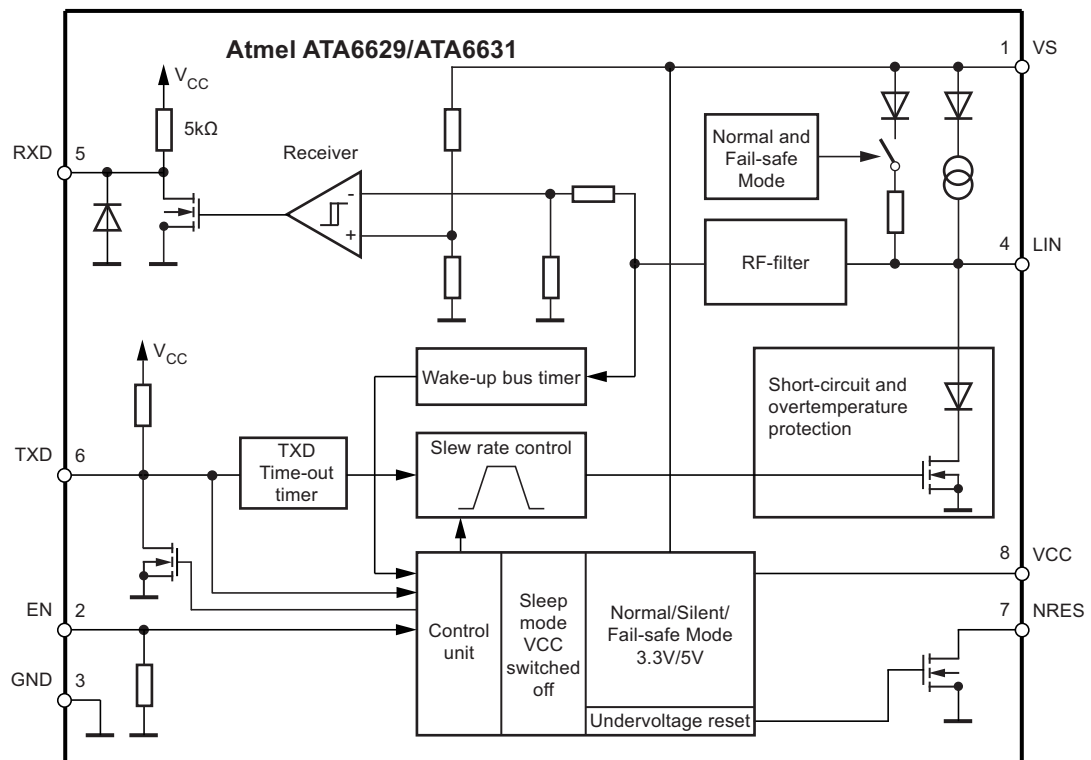 Atmel ATA6629/ATA6631
1
VS
VCC
5kΩ
RXD
5
Receiver
-
+
Normal and
Fail-safe
Mode
RF-filter
4
LIN
VCC
Wake-up bus timer
Short-circuit and
overtemperature
protection
TXD
6
TXD
Time-out
timer
Slew rate control
8
VCC
EN
2
Control
unit
Sleep
mode
VCC
switched
off
Normal/Silent/
Fail-safe Mode
3.3V/5V
7
NRES
GND
3
Undervoltage reset